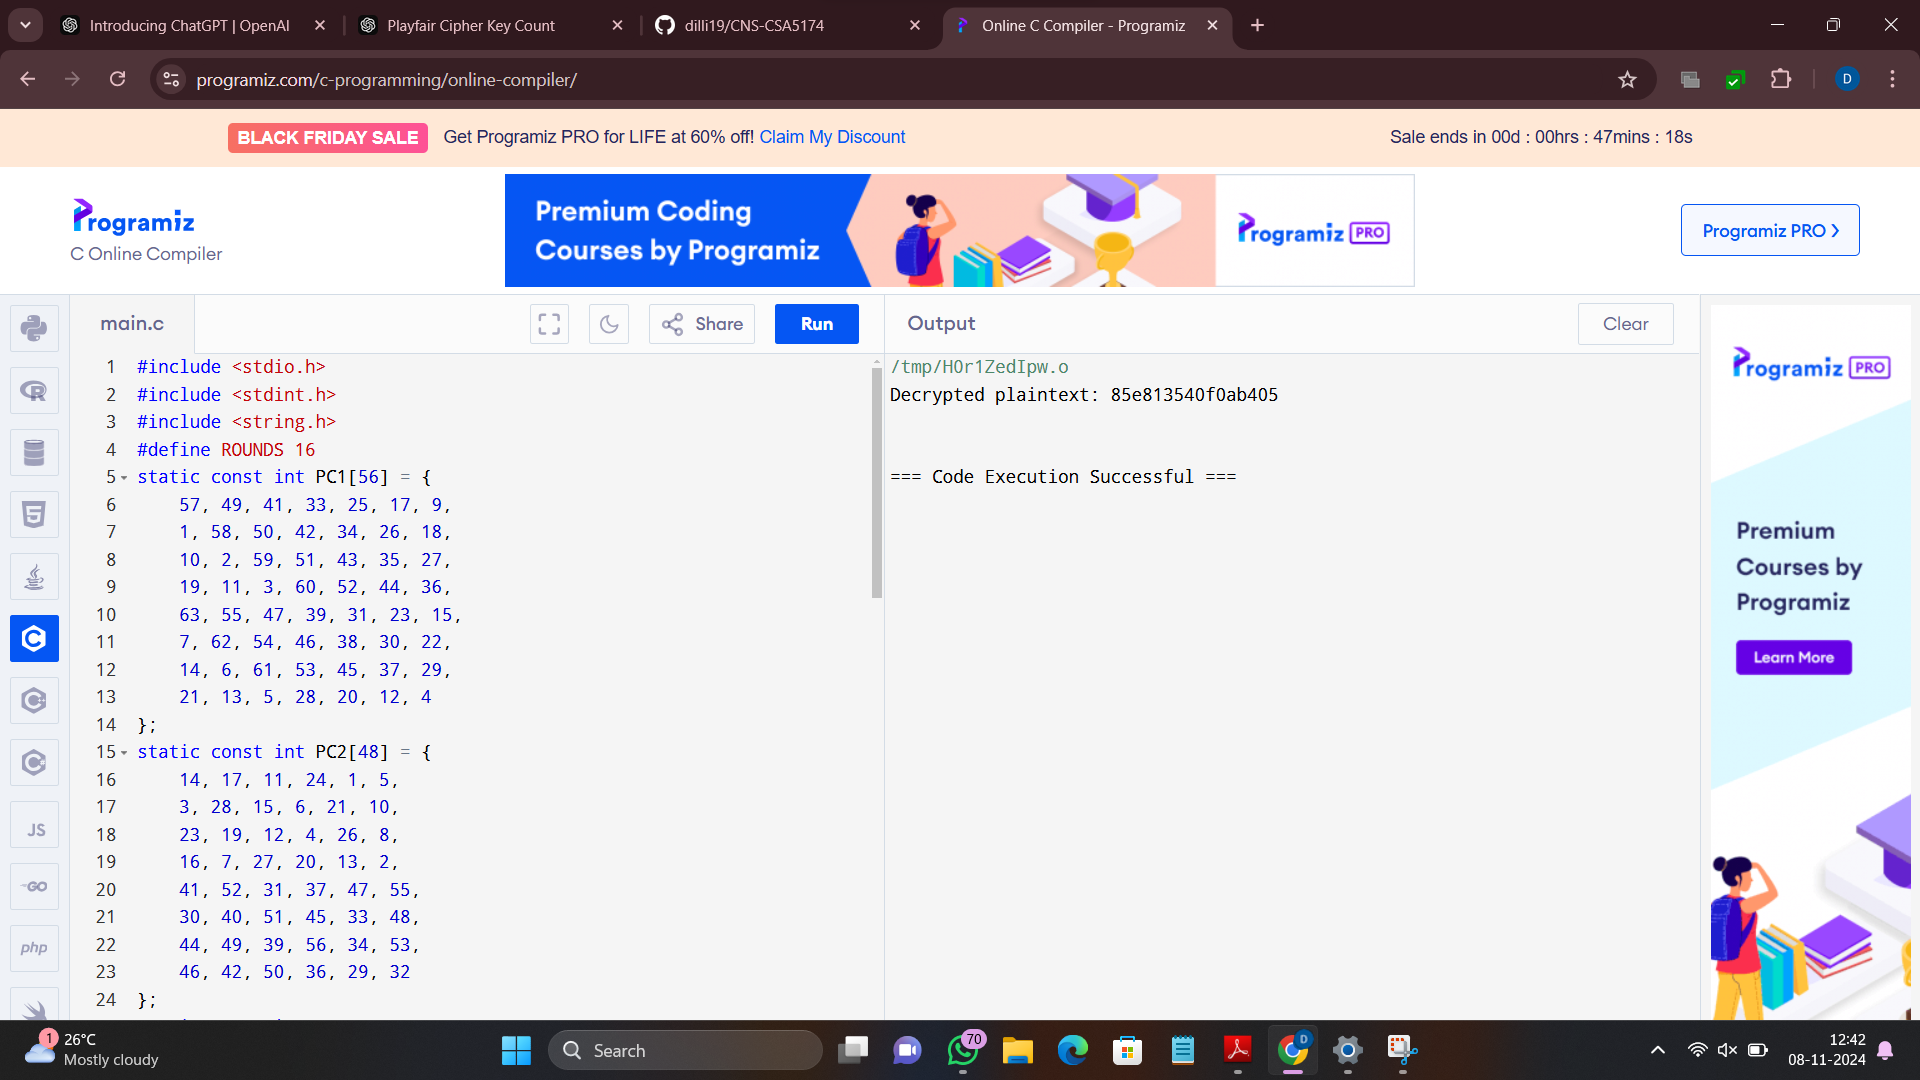 Introducing ChatGPT | OpenAI
Playfair Cipher Key Count
dilli19/CNS-CSA5174
Online C Compiler - Programiz
programiz.com/c-programming/online-compiler/
D
BLACK FRIDAY SALE Get Programiz PRO for LIFE at 60% off! Claim My Discount
Sale ends in 00d : 00hrs : 47mins : 18s
Programiz
C Online Compiler
Premium Coding
Courses by Programiz
Programiz PRO
Programiz PRO
main.c
Share
Run
Output
Clear
1 #include <stdio.h>
2 #include <stdint.h>
3 #include <string.h>
4 #define ROUNDS 16
5 static const int PC1[56] = {
6 57, 49, 41, 33, 25, 17, 9,
7 1, 58, 50, 42, 34, 26, 18,
8 10, 2, 59, 51, 43, 35, 27,
9 19, 11, 3, 60, 52, 44, 36,
10 63, 55, 47, 39, 31, 23, 15,
11 7, 62, 54, 46, 38, 30, 22,
12 14, 6, 61, 53, 45, 37, 29,
13 21, 13, 5, 28, 20, 12, 4
14 };
15 static const int PC2[48] = {
16 14, 17, 11, 24, 1, 5,
17 3, 28, 15, 6, 21, 10,
18 23, 19, 12, 4, 26, 8,
19 16, 7, 27, 20, 13, 2,
20 41, 52, 31, 37, 47, 55,
21 30, 40, 51, 45, 33, 48,
22 44, 49, 39, 56, 34, 53,
23 46, 42, 50, 36, 29, 32
24 };
/tmp/H0r1ZedIpw.o
Decrypted plaintext: 85e813540f0ab405
=== Code Execution Successful ===
Programiz PRO
Premium
Courses by
Programiz
Learn More
JS
GO
php
1
26°C
Mostly cloudy
Search
70
D
12:42
08-11-2024